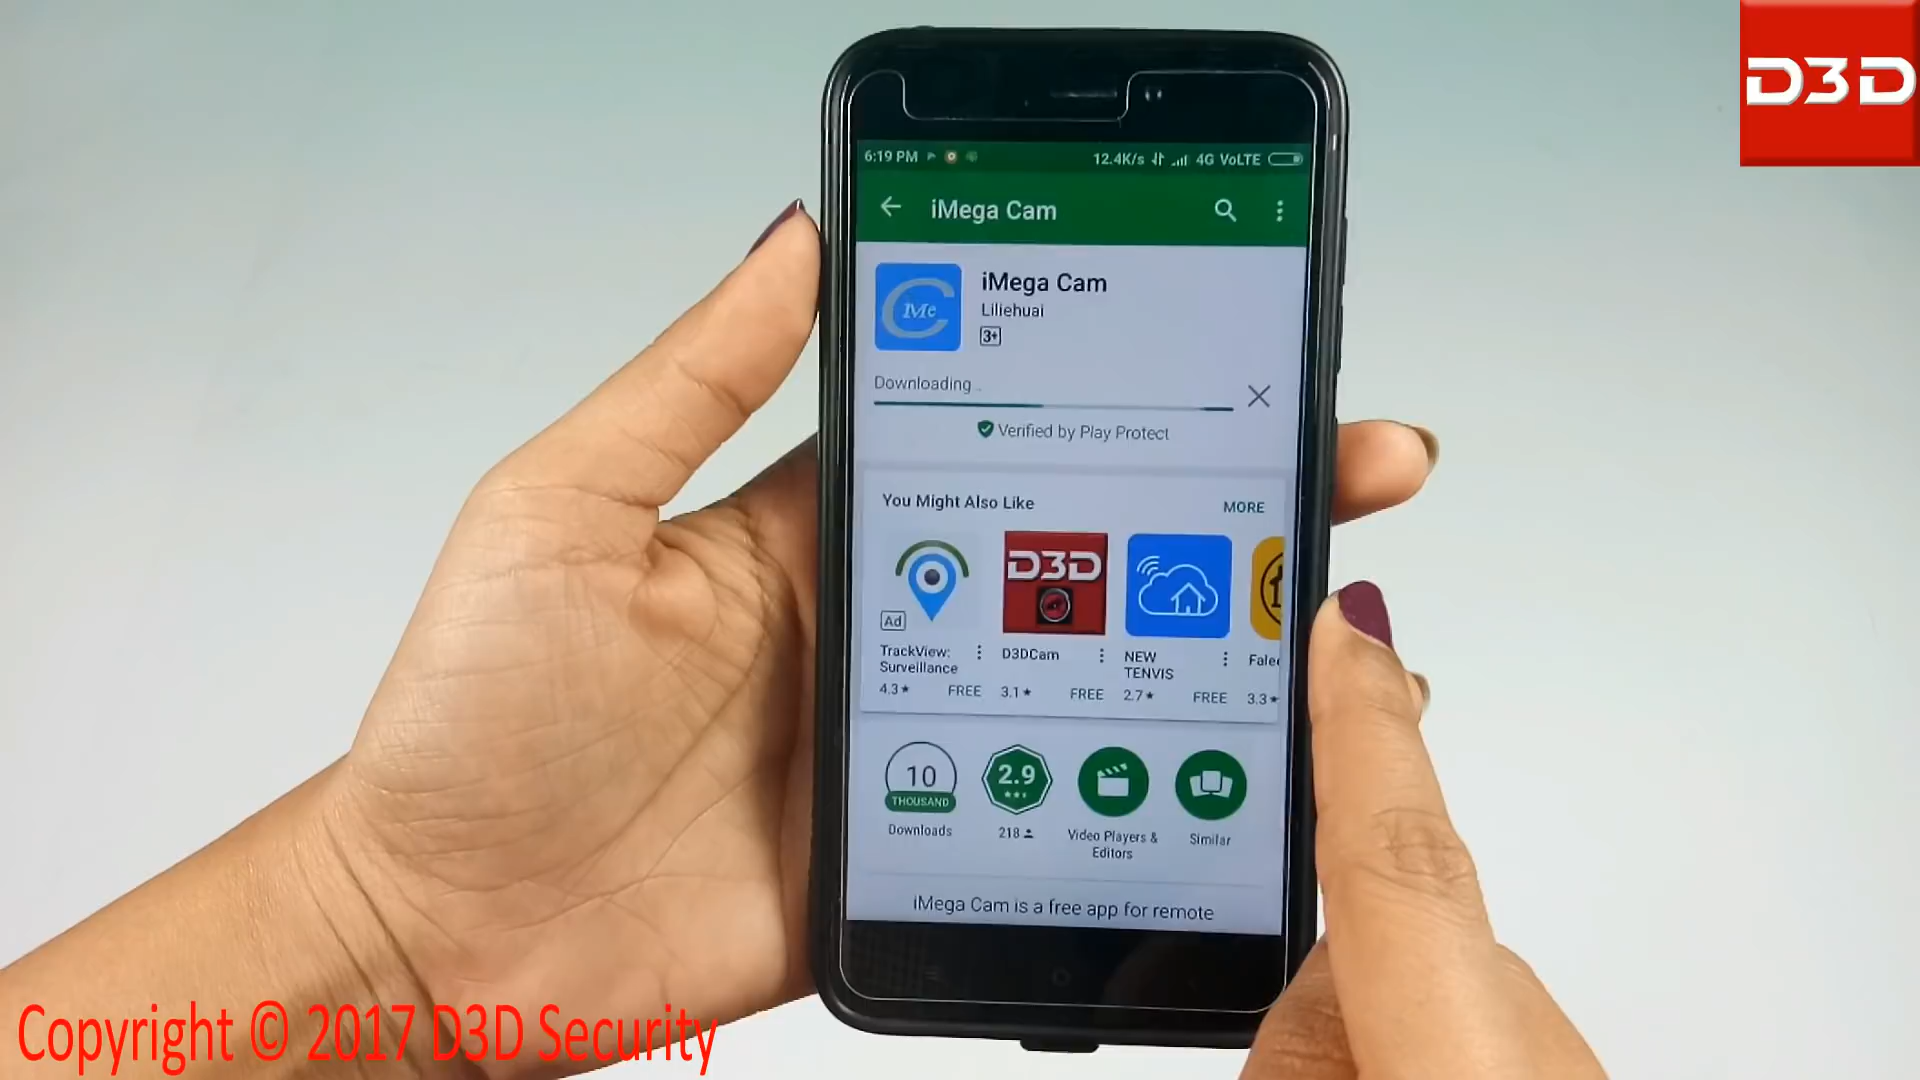 D3D
6:19 PM 12.4K/s 4G VoLTE
iMega Cam
iMe
iMega Cam
Liliehuai
3+
Downloading
Verified by Play Protect
You Might Also Like MORE
D3D
Ad
TrackView: Surveillance
4.3★ FREE
D3DCam
3.1★ FREE
NEW TENVIS
2.7★ FREE
3.3★
10 THOUSAND
Downloads
2.9
218
Video Players & Editors
Similar
iMega Cam is a free app for remote
Copyright © 2017 D3D Security